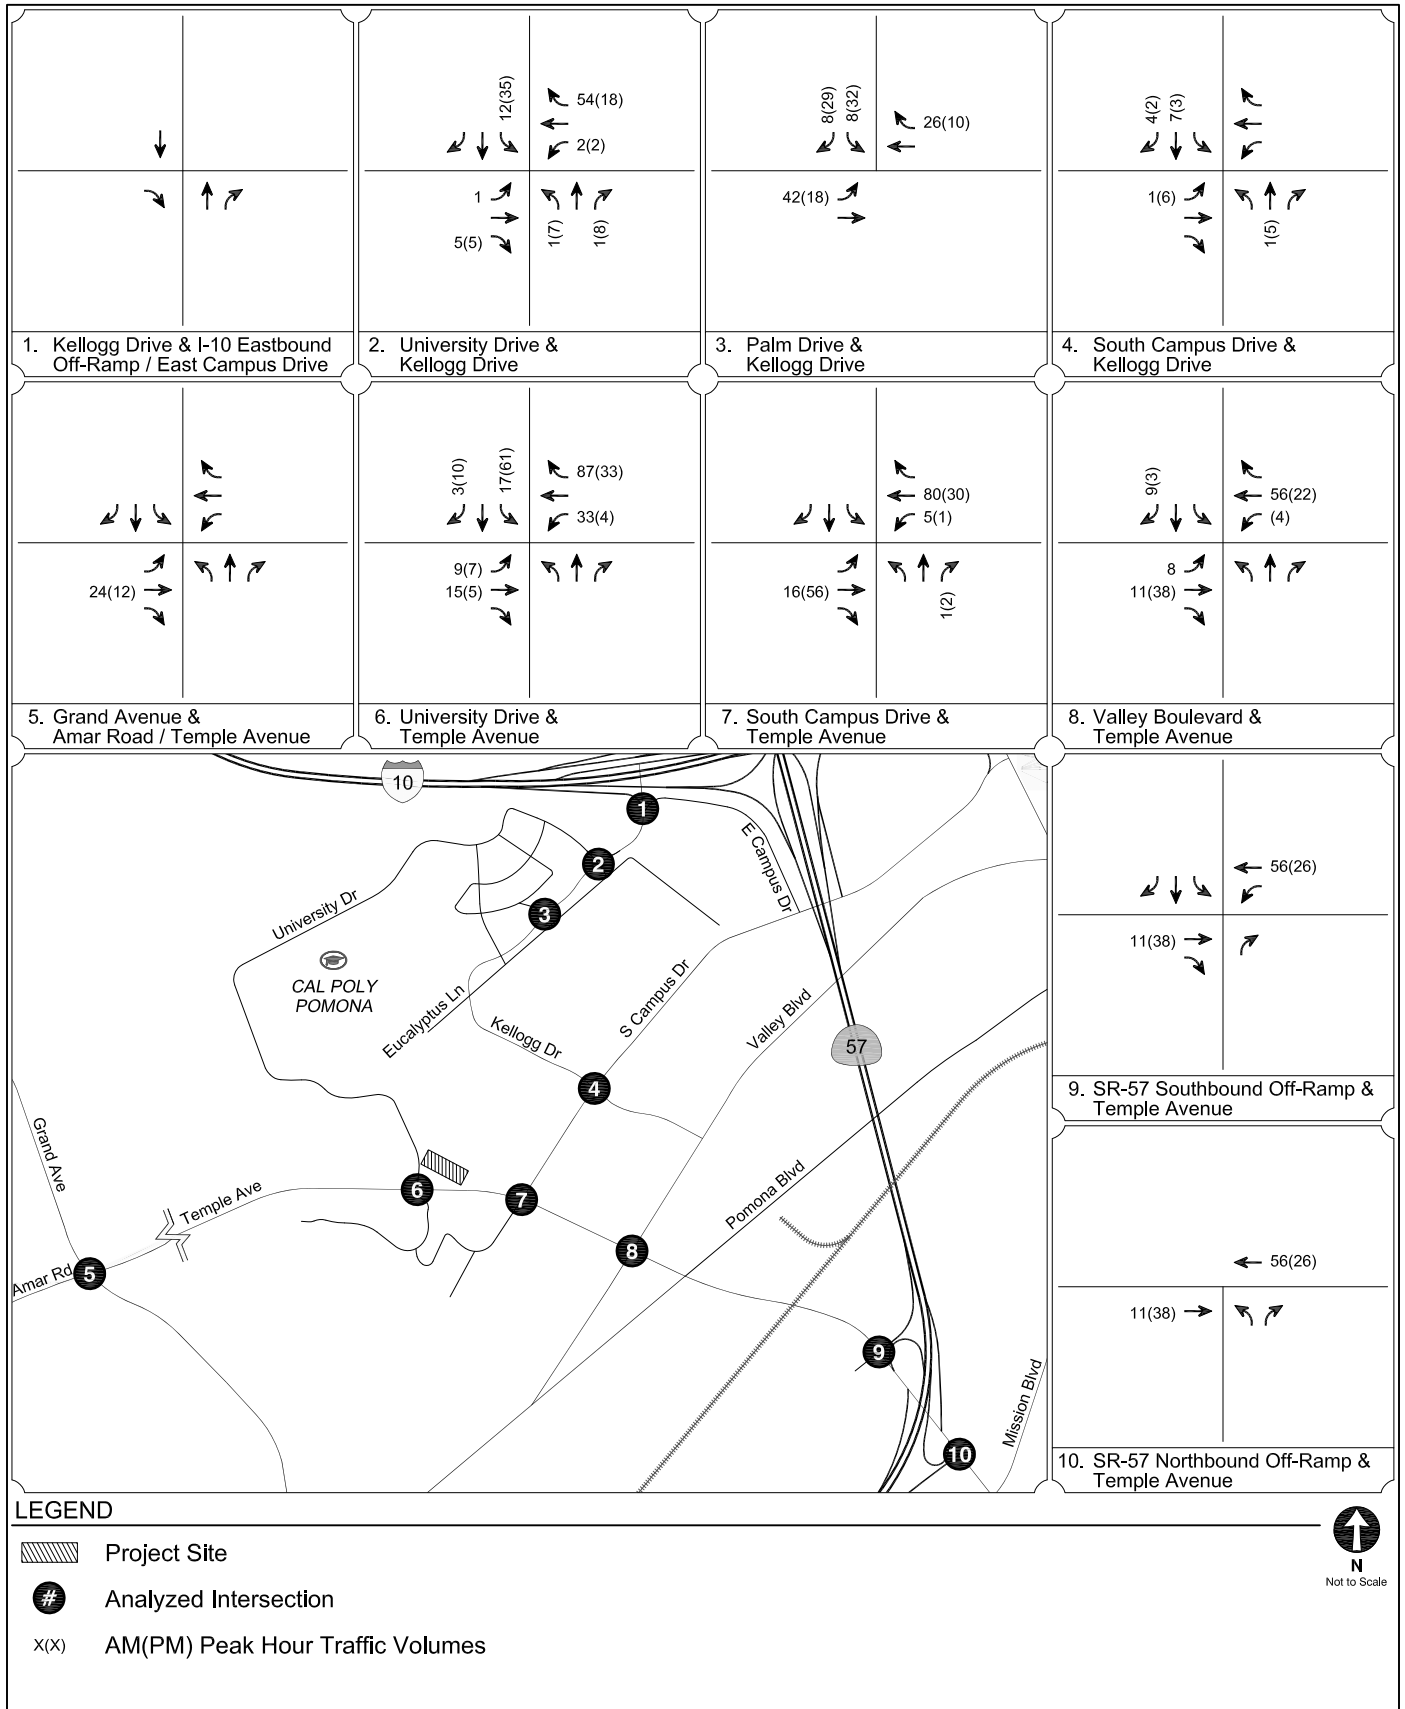 12(35)
54(18)
2(2)
1
5(5)
1(7)
1(8)
8(29)
8(32)
26(10)
42(18)
4(2)
7(3)
1(6)
1(5)
1. Kellogg Drive & I-10 Eastbound
Off-Ramp / East Campus Drive
2. University Drive &
Kellogg Drive
3. Palm Drive &
Kellogg Drive
4. South Campus Drive &
Kellogg Drive
24(12)
3(10)
17(61)
87(33)
33(4)
9(7)
15(5)
80(30)
5(1)
16(56)
1(2)
9(3)
56(22)
(4)
8
11(38)
5. Grand Avenue &
Amar Road / Temple Avenue
6. University Drive &
Temple Avenue
7. South Campus Drive &
Temple Avenue
8. Valley Boulevard &
Temple Avenue
10
1
2
3
E Campus Dr
University Dr
CAL POLY
POMONA
Eucalyptus Ln
Kellogg Dr
S Campus Dr
Valley Blvd
57
4
Grand Ave
Temple Ave
6
7
Pomona Blvd
8
Amar Rd
5
9
Mission Blvd
10
56(26)
11(38)
9. SR-57 Southbound Off-Ramp &
Temple Avenue
56(26)
11(38)
10. SR-57 Northbound Off-Ramp &
Temple Avenue
LEGEND
Project Site
# Analyzed Intersection
X(X) AM(PM) Peak Hour Traffic Volumes
N
Not to Scale